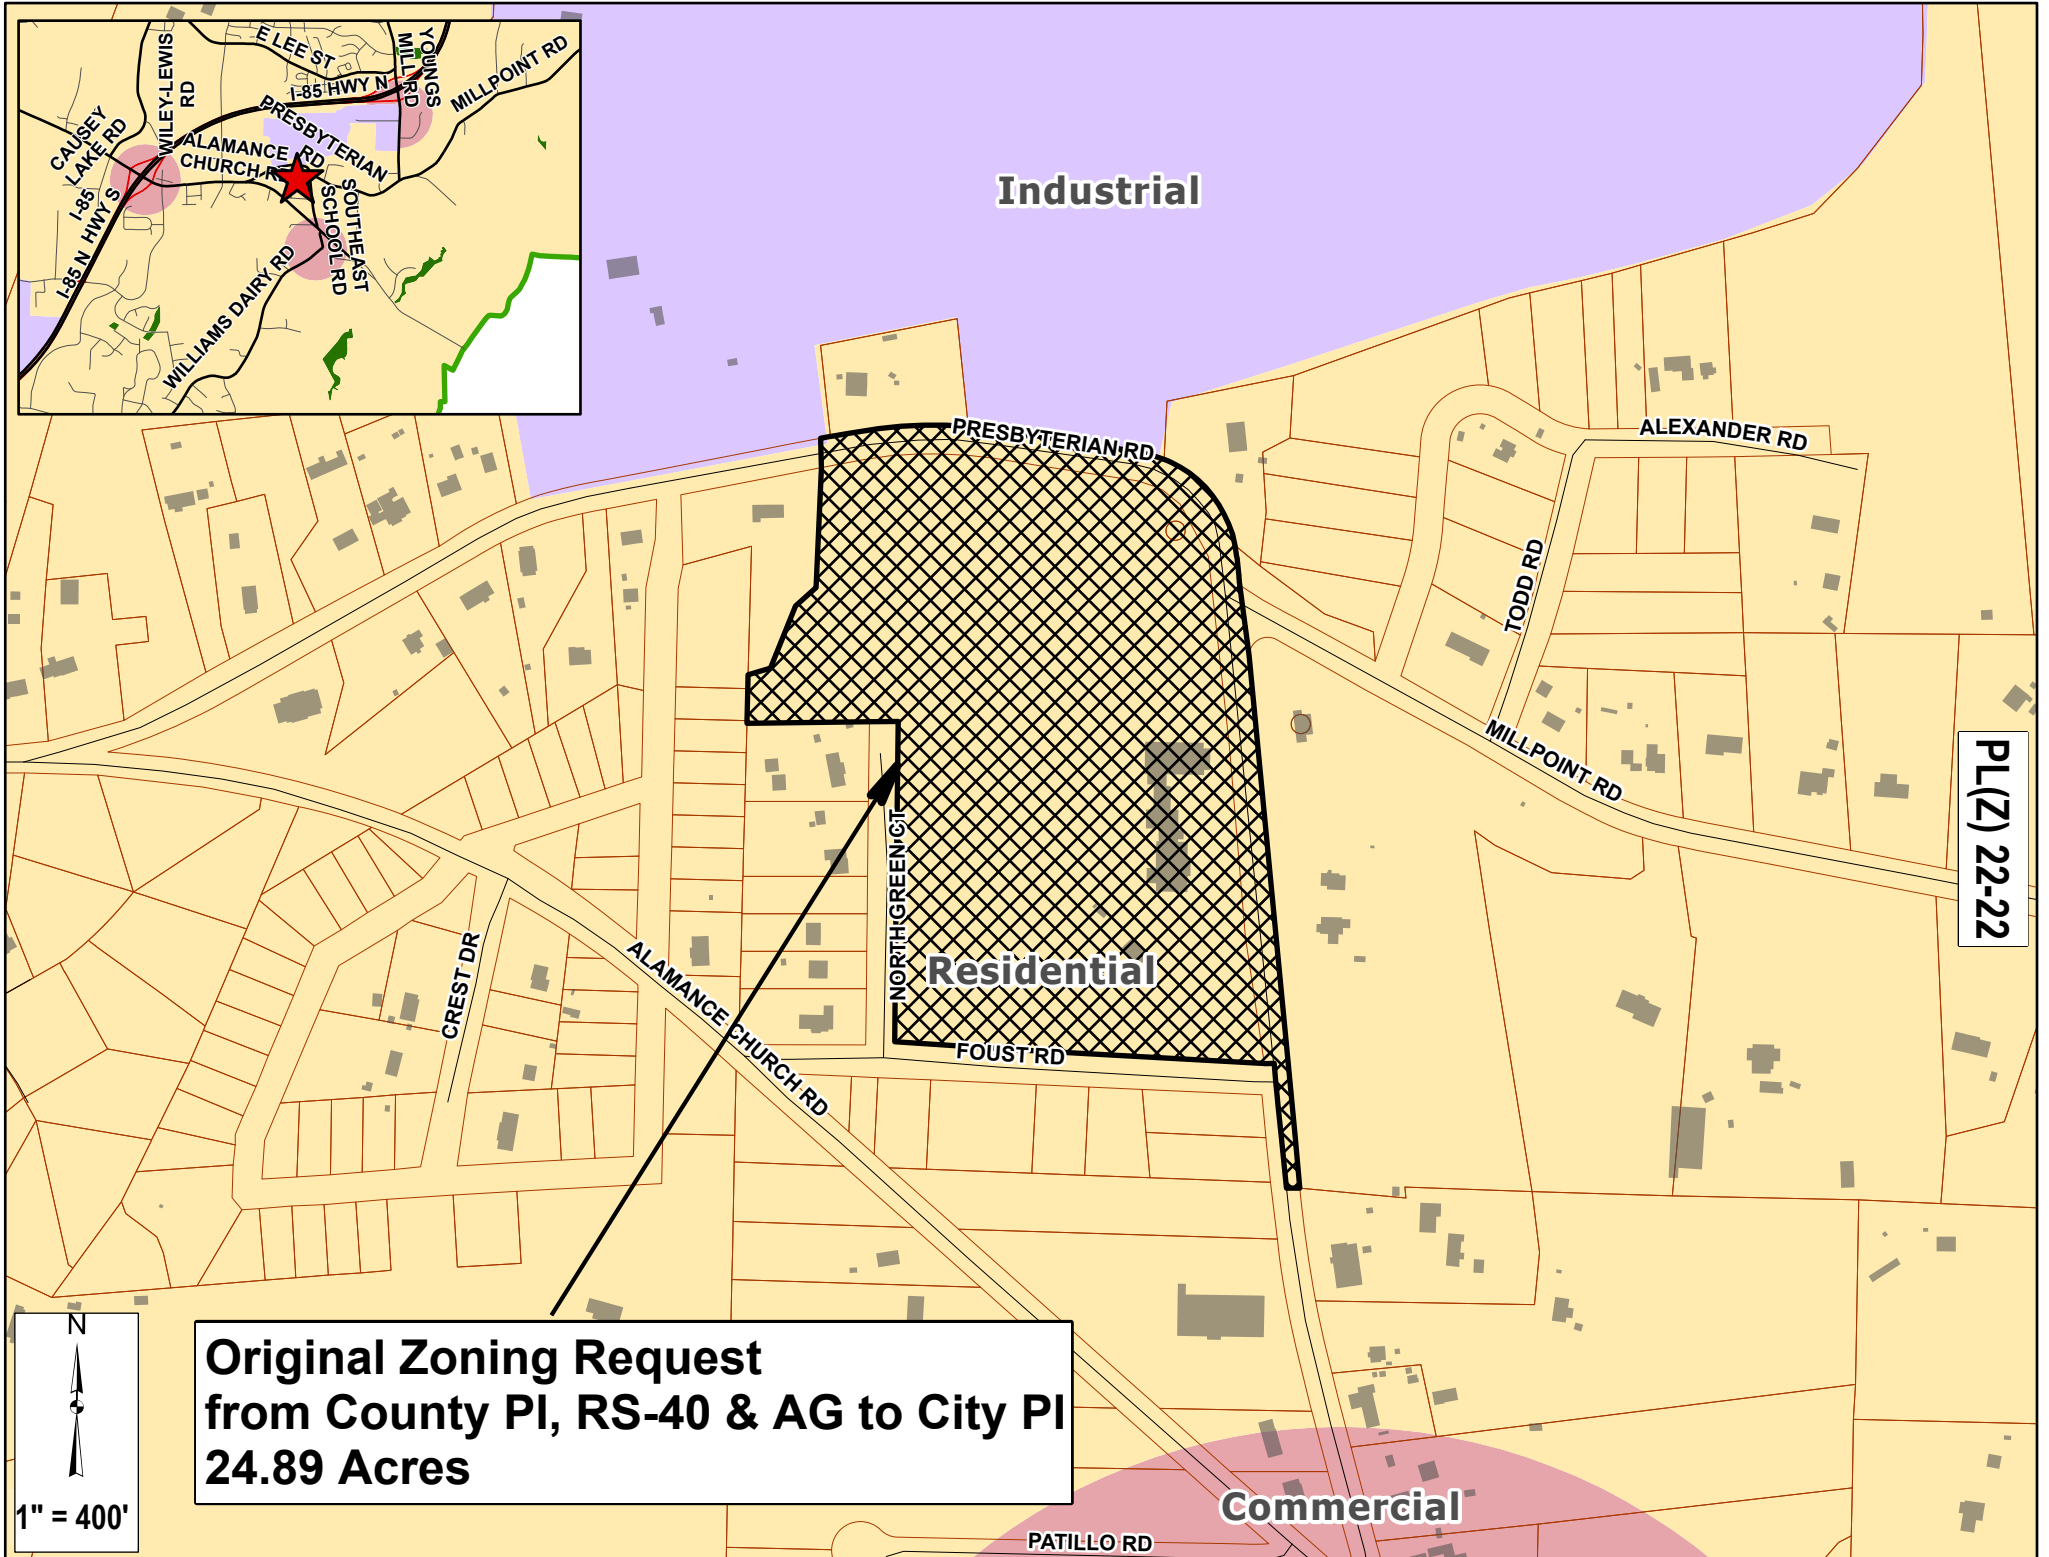 E LEE ST
YOUNGS
MILL RD
MILLPOINT RD
WILEY-LEWIS
RD
I-85 HWY N
PRESBYTERIAN
RD
CAUSEY
LAKE RD
ALAMANCE
CHURCH R
I-85
HWY S
I-85 N
SOUTHEAST
SCHOOL RD
WILLIAMS DAIRY RD
Industrial
PRESBYTERIAN RD
ALEXANDER RD
TODD RD
MILLPOINT RD
PL(Z) 22-22
NORTH GREEN CT
Residential
CREST DR
ALAMANCE CHURCH RD
FOUST RD
N
1" = 400'
Original Zoning Request
from County PI, RS-40 & AG to City PI
24.89 Acres
Commercial
PATILLO RD